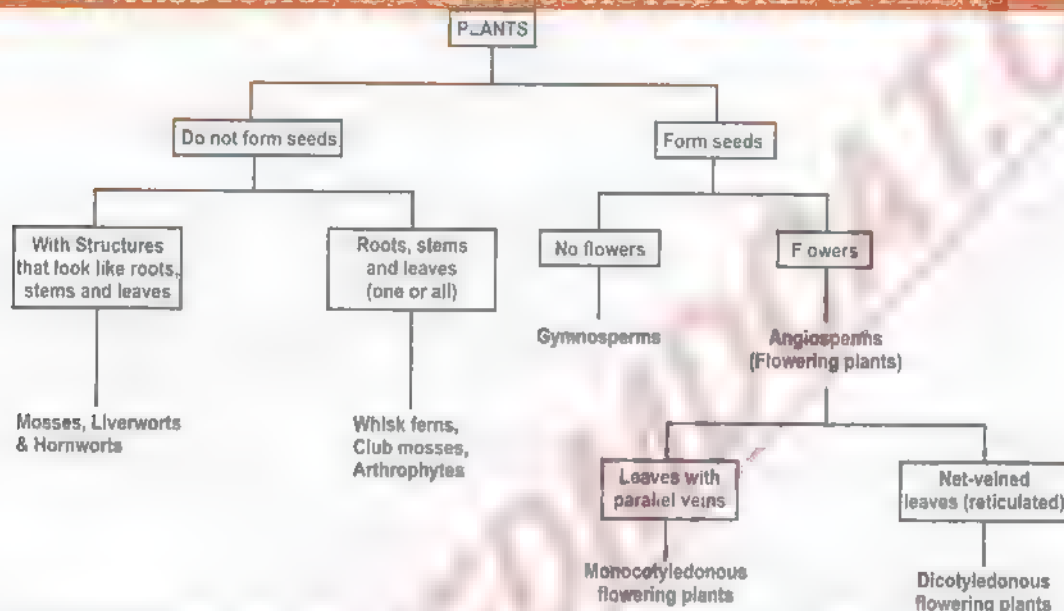 PLANTS
Do not form seeds
Form seeds
With Structures
that look like roots,
stems and leaves
Roots, stems
and leaves
(one or all)
No flowers
F owers
Gymnosperms
Angiosperms
(Flowering plants)
Mosses, Liverworts
& Hornworts
Whisk ferns,
Club mosses,
Arthrophytes
Leaves with
parallel veins
Net-veined
leaves (reticulated)
Monocotyledonous
flowering plants
Dicotyledonous
flowering plants